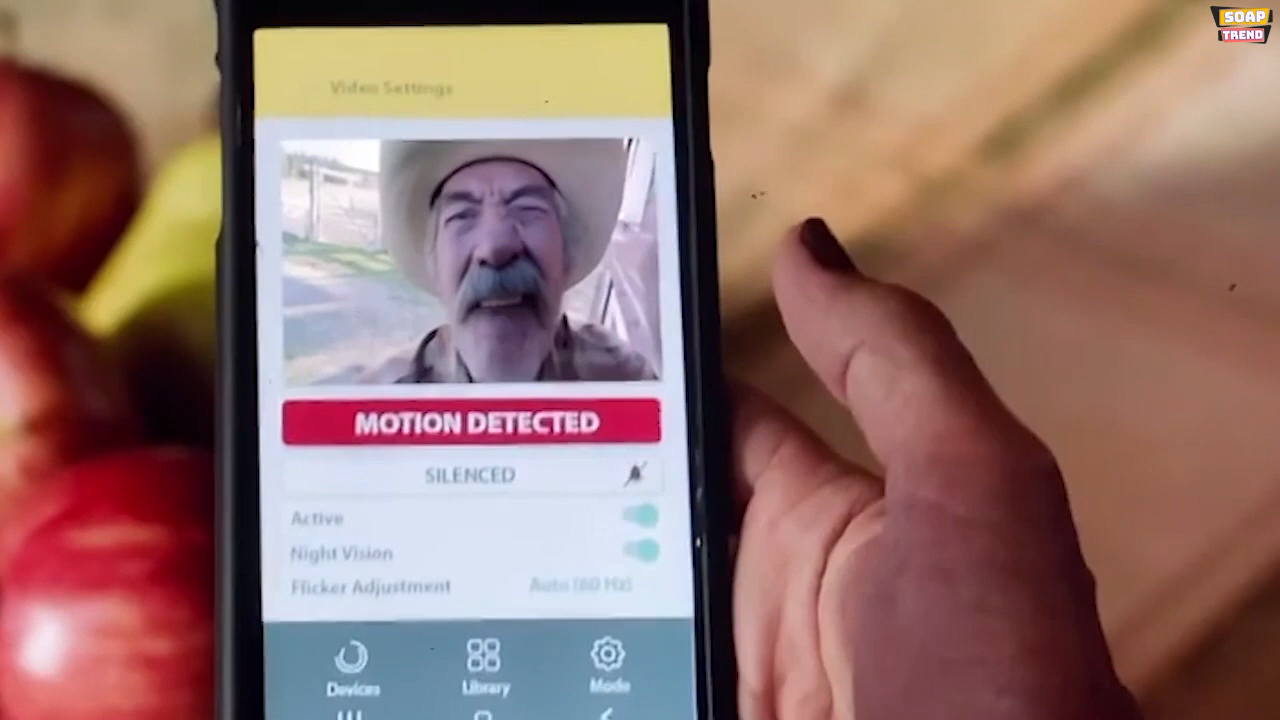 SOAP
TREND
Video Settings
MOTION DETECTED
SILENCED
Active
Night Vision
Flicker Adjustment Auto (60 Hz)
Devices Library Mode